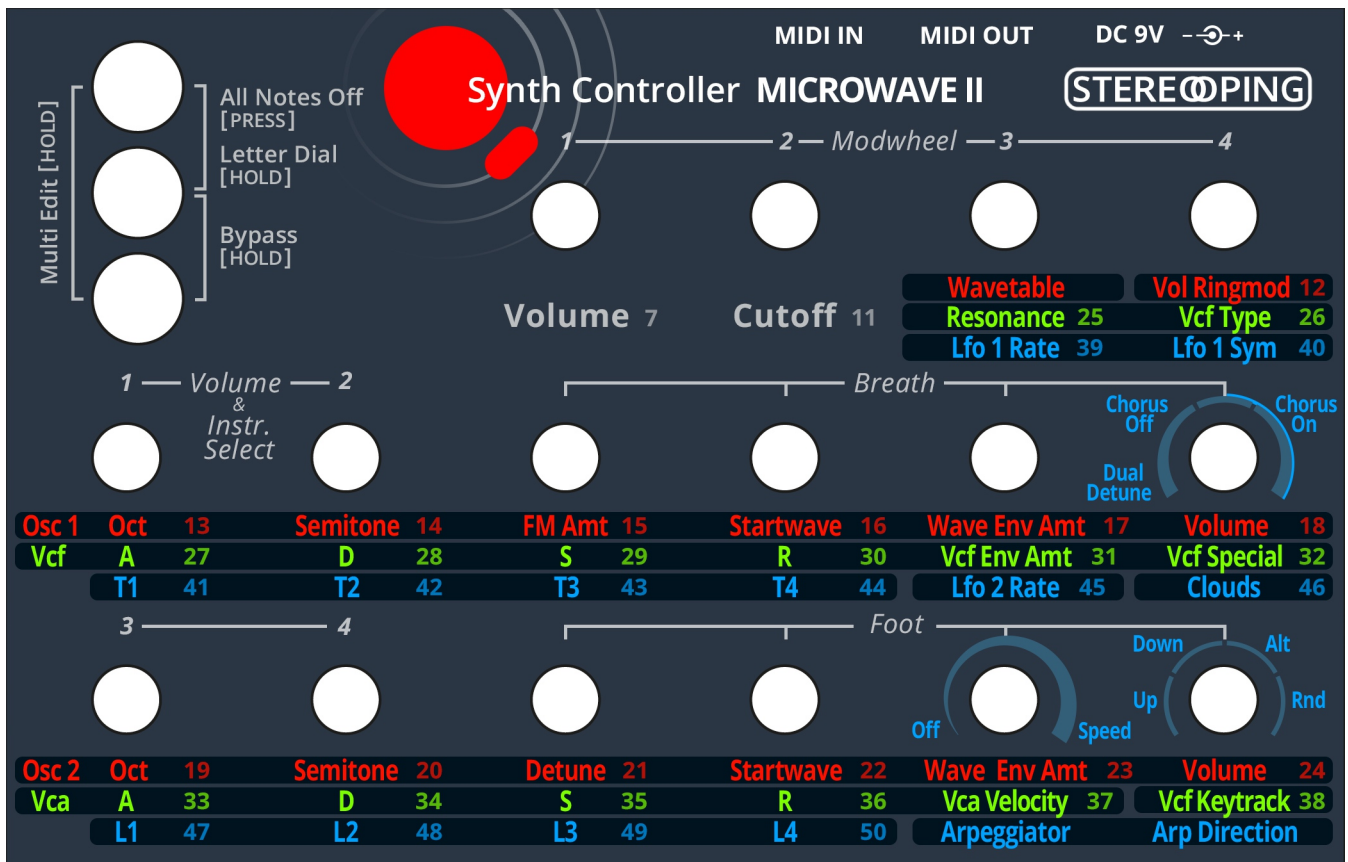 MIDI IN MIDI OUT DC 9V - +
Synth Controller MICROWAVE II STEREOPING
Multi Edit [HOLD]
All Notes Off
[PRESS]
Letter Dial
[HOLD]
Bypass
[HOLD]
1 2 Modwheel 3 4
Volume 7 Cutoff 11
Wavetable Vol Ringmod 12
Resonance 25 Vcf Type 26
Lfo 1 Rate 39 Lfo 1 Sym 40
1 Volume 2
&
Instr.
Select
Breath
Chorus
Off
Chorus
On
Dual
Detune
Osc 1 Oct 13 Semitone 14 FM Amt 15 Startwave 16 Wave Env Amt 17 Volume 18
Vcf A 27 D 28 S 29 R 30 Vcf Env Amt 31 Vcf Special 32
T1 41 T2 42 T3 43 T4 44 Lfo 2 Rate 45 Clouds 46
3 4 Foot
Off Speed
Down Alt
Up Rnd
Osc 2 Oct 19 Semitone 20 Detune 21 Startwave 22 Wave Env Amt 23 Volume 24
Vca A 33 D 34 S 35 R 36 Vca Velocity 37 Vcf Keytrack 38
L1 47 L2 48 L3 49 L4 50 Arpeggiator Arp Direction